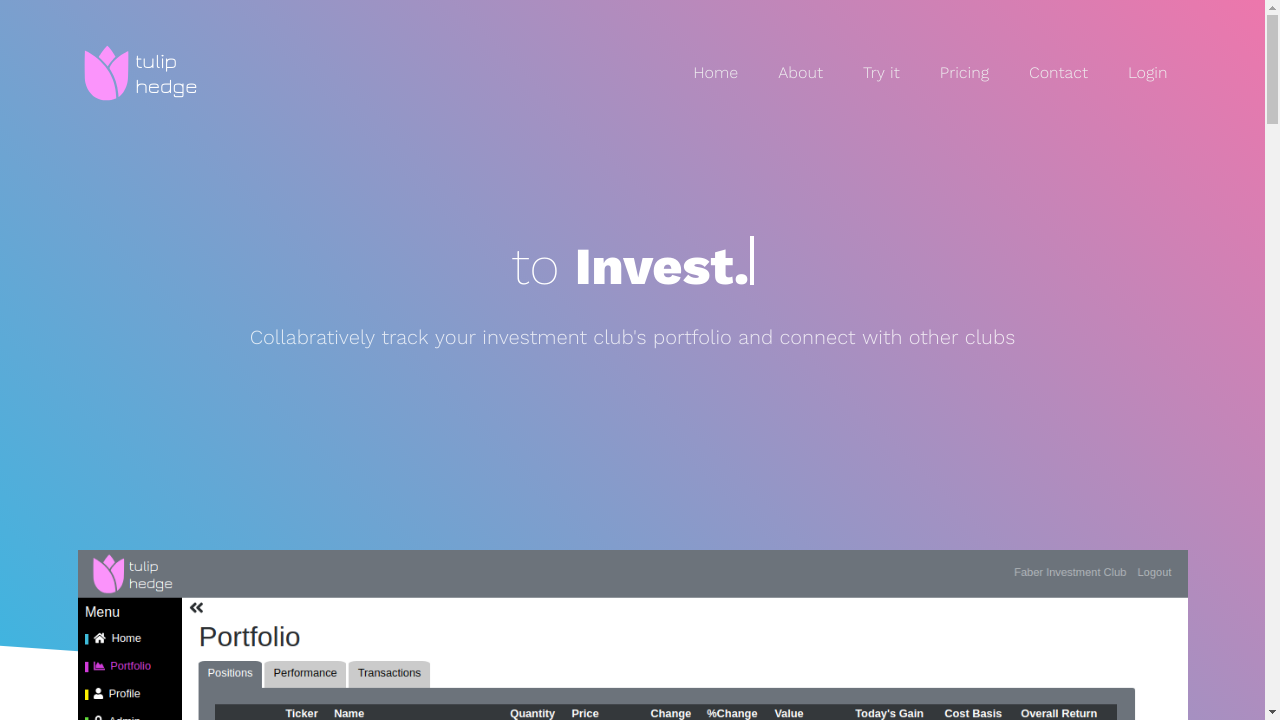 tulip
hedge
Home About Try it Pricing Contact Login
to Invest.
Collabratively track your investment club's portfolio and connect with other clubs
tulip
hedge
Faber Investment Club Logout
Menu
Home
Portfolio
Profile
Admin
Portfolio
Positions Performance Transactions
Ticker Name Quantity Price Change %Change Value Today's Gain Cost Basis Overall Return